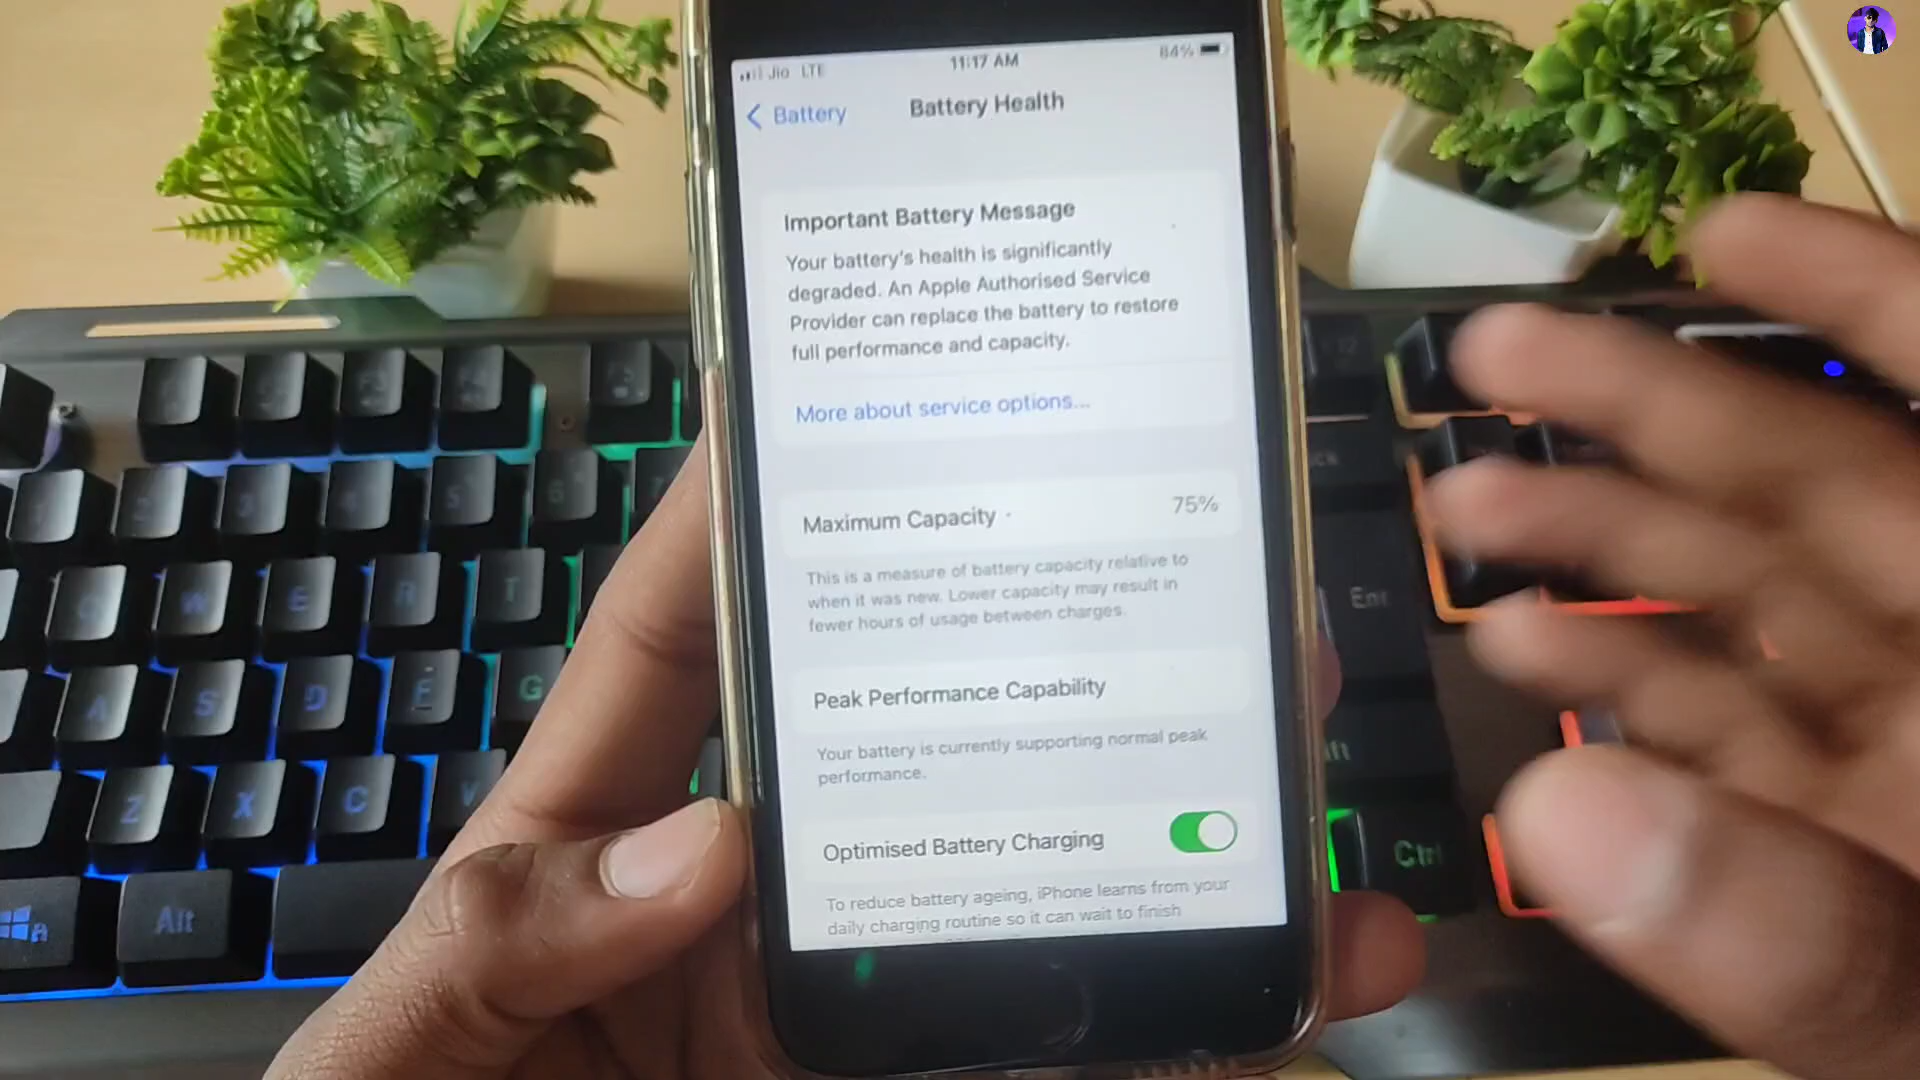 Jio LTE 11:17 AM 84%
Battery Battery Health
Important Battery Message
Your battery's health is significantly
degraded. An Apple Authorised Service
Provider can replace the battery to restore
full performance and capacity.
More about service options...
Maximum Capacity 75%
This is a measure of battery capacity relative to
when it was new. Lower capacity may result in
fewer hours of usage between charges.
Peak Performance Capability
Your battery is currently supporting normal peak
performance.
Optimised Battery Charging
To reduce battery ageing, iPhone learns from your
daily charging routine so it can wait to finish
W E R T
A S D F G
Z X C V
Alt
Ctrl